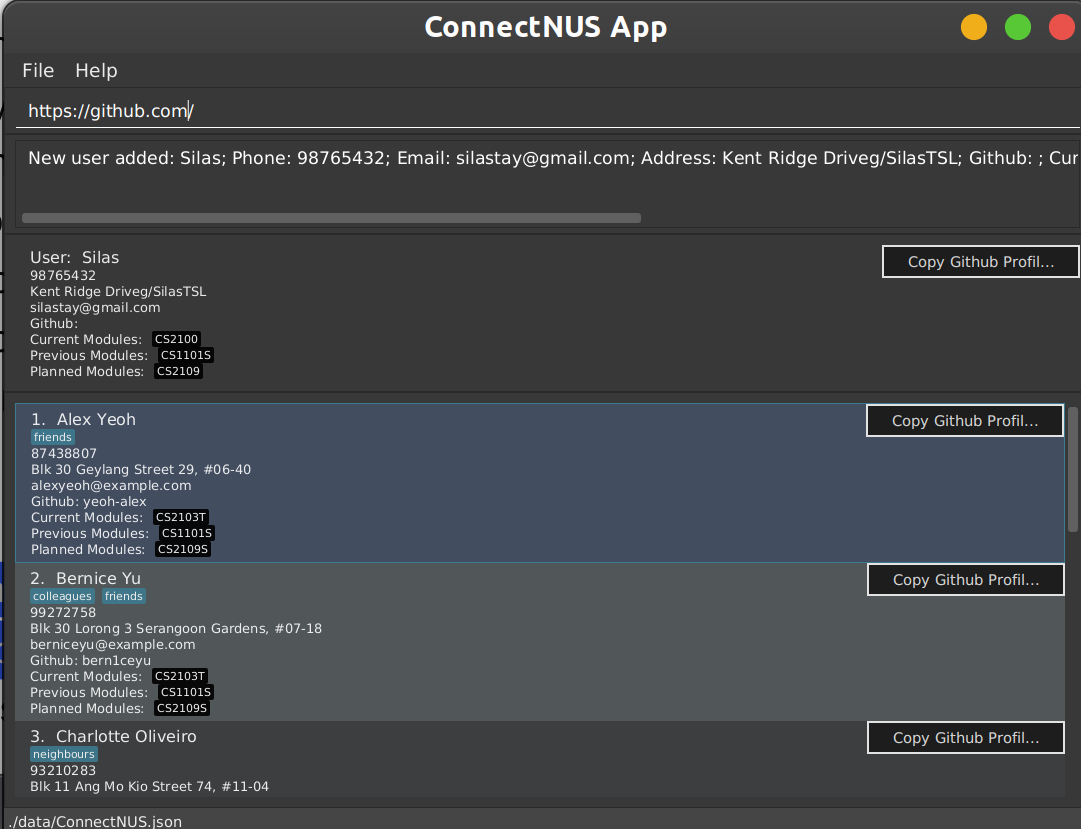 ConnectNUS App
File Help
https://github.com/
New user added: Silas; Phone: 98765432; Email: silastay@gmail.com; Address: Kent Ridge Driveg/SilasTSL; Github: ; Cur
User: Silas
Copy Github Profil...
98765432
Kent Ridge Driveg/SilasTSL
silastay@gmail.com
Github:
Current Modules: CS2100
Previous Modules: CS1101S
Planned Modules: CS2109
1. Alex Yeoh
Copy Github Profil...
friends
87438807
Blk 30 Geylang Street 29, #06-40
alexyeoh@example.com
Github: yeoh-alex
Current Modules: CS2103T
Previous Modules: CS1101S
Planned Modules: CS2109S
2. Bernice Yu
Copy Github Profil...
colleagues friends
99272758
Blk 30 Lorong 3 Serangoon Gardens, #07-18
berniceyu@example.com
Github: bern1ceyu
Current Modules: CS2103T
Previous Modules: CS1101S
Planned Modules: CS2109S
3. Charlotte Oliveiro
Copy Github Profil...
neighbours
93210283
Blk 11 Ang Mo Kio Street 74, #11-04
./data/ConnectNUS.json